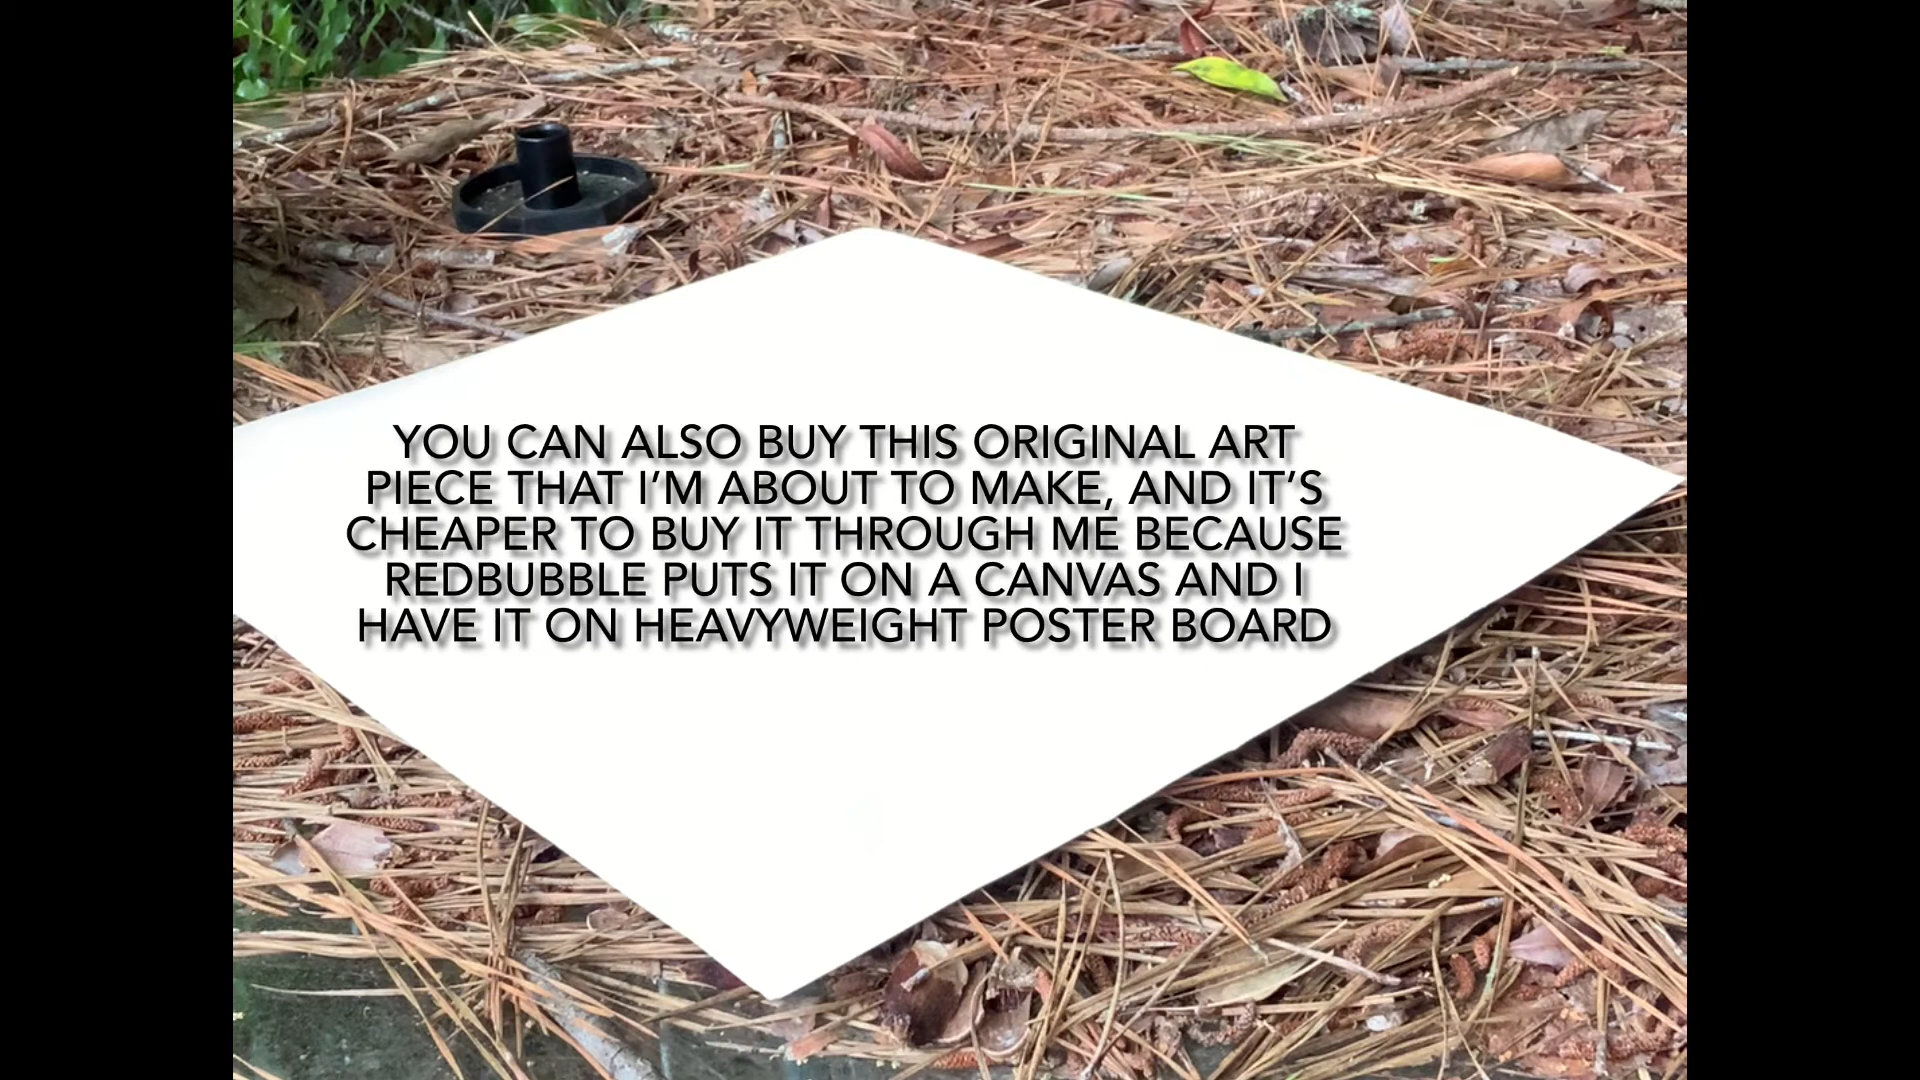 YOU CAN ALSO BUY THIS ORIGINAL ART
PIECE THAT I’M ABOUT TO MAKE, AND IT’S
CHEAPER TO BUY IT THROUGH ME BECAUSE
REDBUBBLE PUTS IT ON A CANVAS AND I
HAVE IT ON HEAVYWEIGHT POSTER BOARD